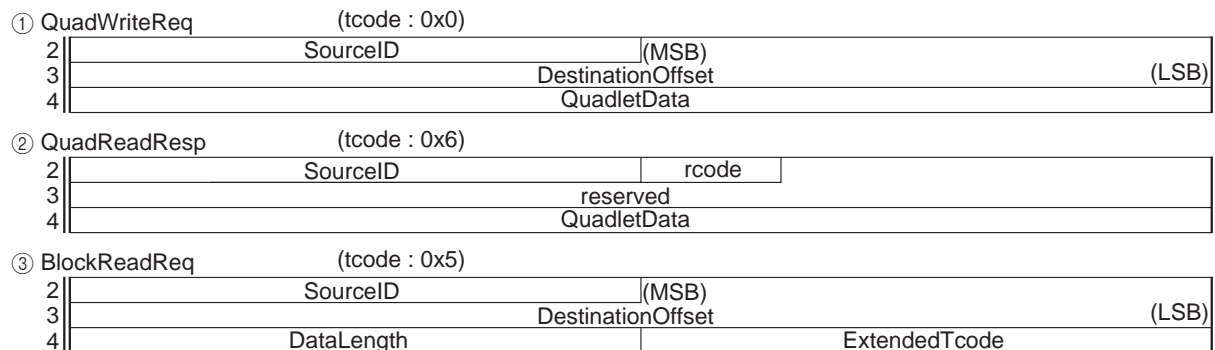 ① QuadWriteReq (tcode : 0x0)
2 SourceID (MSB)
3 DestinationOffset (LSB)
4 QuadletData
② QuadReadResp (tcode : 0x6)
2 SourceID rcode
3 reserved
4 QuadletData
③ BlockReadReq (tcode : 0x5)
2 SourceID (MSB)
3 DestinationOffset (LSB)
4 DataLength ExtendedTcode